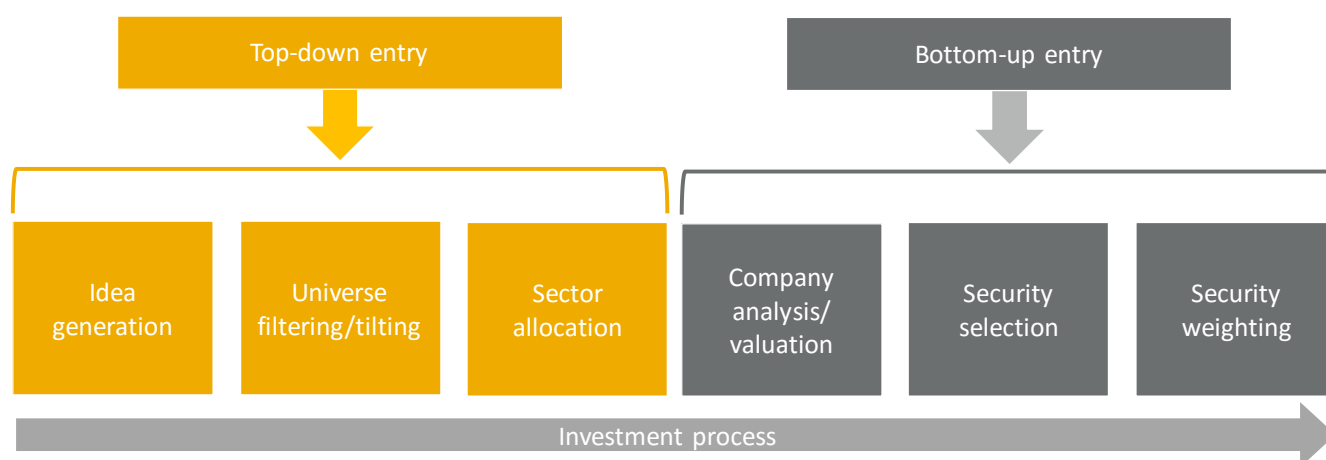 Top-down entry
Bottom-up entry
Idea
generation
Universe
filtering/tilting
Sector
allocation
Company
analysis/
valuation
Security
selection
Security
weighting
Investment process